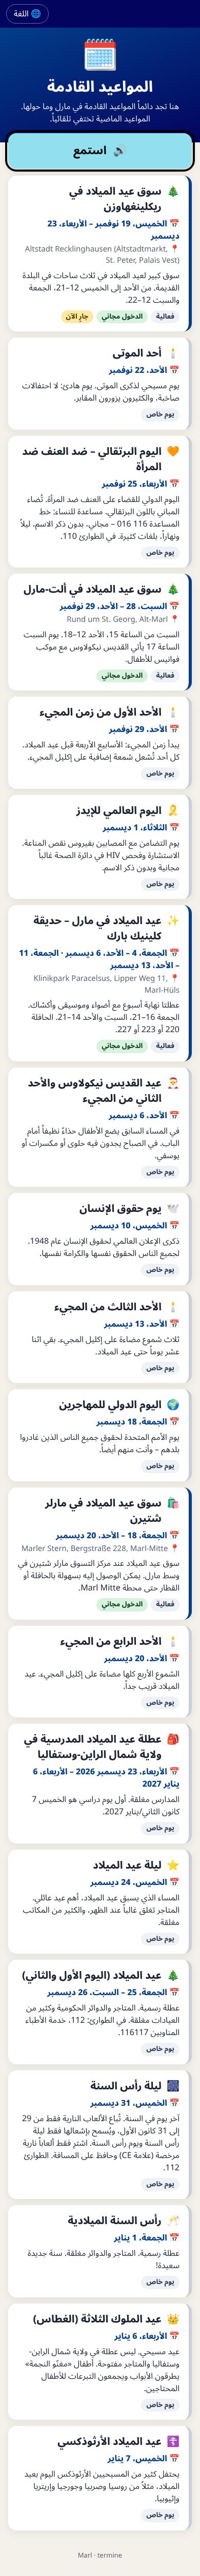 🌐 اللغة
المواعيد القادمة
هنا تجد دائماً المواعيد القادمة في مارل وما حولها.
المواعيد الماضية تختفي تلقائياً.
🔊 استمع
🎄 سوق عيد الميلاد في
ريكلينغهاوزن
📅 الخميس، 19 نوفمبر – الأربعاء، 23
ديسمبر
📍 Altstadt Recklinghausen (Altstadtmarkt,
St. Peter, Palais Vest)
سوق كبير لعيد الميلاد في ثلاث ساحات في البلدة
القديمة. من الأحد إلى الخميس 12–21، الجمعة
والسبت 12–22.
فعالية الدخول مجاني جارٍ الآن
🕯️ أحد الموتى
📅 الأحد، 22 نوفمبر
يوم مسيحي لذكرى الموتى. يوم هادئ: لا احتفالات
صاخبة، والكثيرون يزورون المقابر.
يوم خاص
🧡 اليوم البرتقالي – ضد العنف ضد
المرأة
📅 الأربعاء، 25 نوفمبر
اليوم الدولي للقضاء على العنف ضد المرأة. تُضاء
المباني باللون البرتقالي. مساعدة للنساء: خط
المساعدة 016 116 – مجاني، بدون ذكر الاسم، ليلاً
ونهاراً، بلغات كثيرة. في الطوارئ 110.
يوم خاص
🎄 سوق عيد الميلاد في ألت-مارل
📅 السبت، 28 – الأحد، 29 نوفمبر
📍 Rund um St. Georg, Alt-Marl
السبت من الساعة 15، الأحد 12–18. يوم السبت
الساعة 17 يأتي القديس نيكولاوس مع موكب
فوانيس للأطفال.
فعالية الدخول مجاني
🕯️ الأحد الأول من زمن المجيء
📅 الأحد، 29 نوفمبر
يبدأ زمن المجيء: الأسابيع الأربعة قبل عيد الميلاد.
كل أحد تُشعل شمعة إضافية على إكليل المجيء.
يوم خاص
🎗️ اليوم العالمي للإيدز
📅 الثلاثاء، 1 ديسمبر
يوم التضامن مع المصابين بفيروس نقص المناعة.
الاستشارة وفحص HIV في دائرة الصحة غالباً
مجانية وبدون ذكر الاسم.
يوم خاص
✨ عيد الميلاد في مارل – حديقة
كلينيك بارك
📅 الجمعة، 4 – الأحد، 6 ديسمبر · الجمعة، 11
– الأحد، 13 ديسمبر
📍 Klinikpark Paracelsus, Lipper Weg 11,
Marl-Hüls
عطلتا نهاية أسبوع مع أضواء وموسيقى وأكشاك.
الجمعة 16–21، السبت والأحد 14–21. الحافلة
220 أو 223 أو 227.
فعالية الدخول مجاني
🎅 عيد القديس نيكولاوس والأحد
الثاني من المجيء
📅 الأحد، 6 ديسمبر
في المساء السابق يضع الأطفال حذاءً نظيفاً أمام
الباب. في الصباح يجدون فيه حلوى أو مكسرات أو
يوسفي.
يوم خاص
🕊️ يوم حقوق الإنسان
📅 الخميس، 10 ديسمبر
ذكرى الإعلان العالمي لحقوق الإنسان عام 1948.
لجميع الناس الحقوق نفسها والكرامة نفسها.
يوم خاص
🕯️ الأحد الثالث من المجيء
📅 الأحد، 13 ديسمبر
ثلاث شموع مضاءة على إكليل المجيء. بقي اثنا
عشر يوماً حتى عيد الميلاد.
يوم خاص
🌍 اليوم الدولي للمهاجرين
📅 الجمعة، 18 ديسمبر
يوم الأمم المتحدة لحقوق جميع الناس الذين غادروا
بلدهم – وأنت منهم أيضاً.
يوم خاص
🛍️ سوق عيد الميلاد في مارلر
شتيرن
📅 الجمعة، 18 – الأحد، 20 ديسمبر
📍 Marler Stern, Bergstraße 228, Marl-Mitte
سوق عيد الميلاد عند مركز التسوق مارلر شتيرن في
وسط مارل. يمكن الوصول إليه بسهولة بالحافلة أو
القطار حتى محطة Marl Mitte.
فعالية الدخول مجاني
🕯️ الأحد الرابع من المجيء
📅 الأحد، 20 ديسمبر
الشموع الأربع كلها مضاءة على إكليل المجيء. عيد
الميلاد قريب جداً.
يوم خاص
🎒 عطلة عيد الميلاد المدرسية في
ولاية شمال الراين-وستفاليا
📅 الأربعاء، 23 ديسمبر 2026 – الأربعاء، 6
يناير 2027
المدارس مغلقة. أول يوم دراسي هو الخميس 7
كانون الثاني/يناير 2027.
يوم خاص
⭐ ليلة عيد الميلاد
📅 الخميس، 24 ديسمبر
المساء الذي يسبق عيد الميلاد، أهم عيد عائلي.
المتاجر تغلق غالباً عند الظهر، والكثير من المكاتب
مغلقة.
يوم خاص
🎄 عيد الميلاد (اليوم الأول والثاني)
📅 الجمعة، 25 – السبت، 26 ديسمبر
عطلة رسمية. المتاجر والدوائر الحكومية وكثير من
العيادات مغلقة. في الطوارئ: 112، خدمة الأطباء
المناوبين 116117.
يوم خاص
🎆 ليلة رأس السنة
📅 الخميس، 31 ديسمبر
آخر يوم في السنة. تُباع الألعاب النارية فقط من 29
إلى 31 كانون الأول، ويُسمح بإشعالها فقط ليلة
رأس السنة ويوم رأس السنة. اشترِ فقط ألعاباً نارية
مرخصة (علامة CE) وحافظ على المسافة. الطوارئ
112.
يوم خاص
🥂 رأس السنة الميلادية
📅 الجمعة، 1 يناير
عطلة رسمية. المتاجر والدوائر مغلقة. سنة جديدة
سعيدة!
يوم خاص
👑 عيد الملوك الثلاثة (الغطاس)
📅 الأربعاء، 6 يناير
عيد مسيحي. ليس عطلة في ولاية شمال الراين-
وستفاليا والمتاجر مفتوحة. أطفال «مغنّو النجمة»
يطرقون الأبواب ويجمعون التبرعات للأطفال
المحتاجين.
يوم خاص
☦️ عيد الميلاد الأرثوذكسي
📅 الخميس، 7 يناير
يحتفل كثير من المسيحيين الأرثوذكس اليوم بعيد
الميلاد، مثلاً من روسيا وصربيا وجورجيا وإريتريا
وإثيوبيا.
يوم خاص
Marl · termine